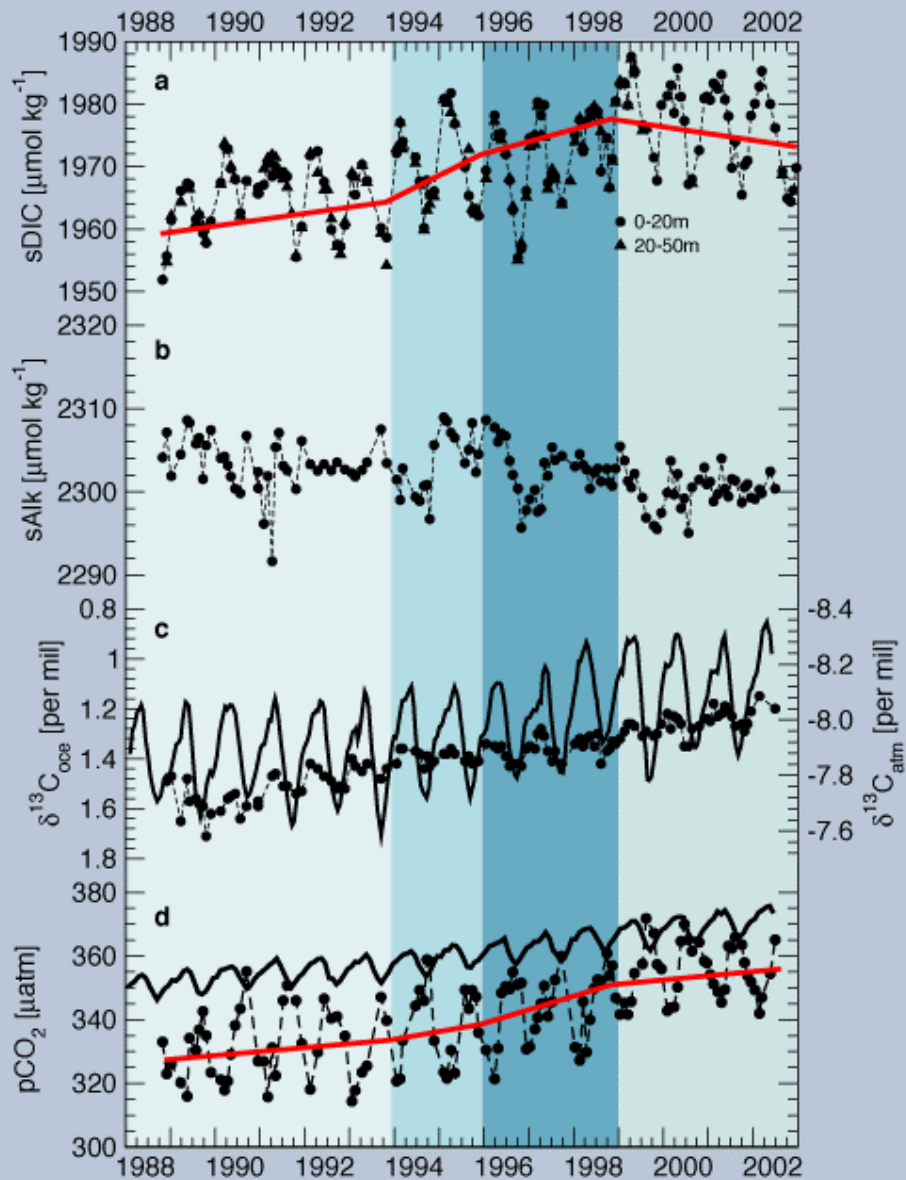 1988 1990 1992 1994 1996 1998 2000 2002
1990
a
1980
1970
1960
1950
sDIC [µmol kg⁻¹]
0-20m
20-50m
2320
b
2310
2300
2290
sAlk [µmol kg⁻¹]
0.8
c
1
1.2
1.4
1.6
1.8
δ¹³C_oce [per mil]
-8.4
-8.2
-8.0
-7.8
-7.6
δ¹³C_atm [per mil]
380
d
360
340
320
300
pCO₂ [µatm]
1988 1990 1992 1994 1996 1998 2000 2002